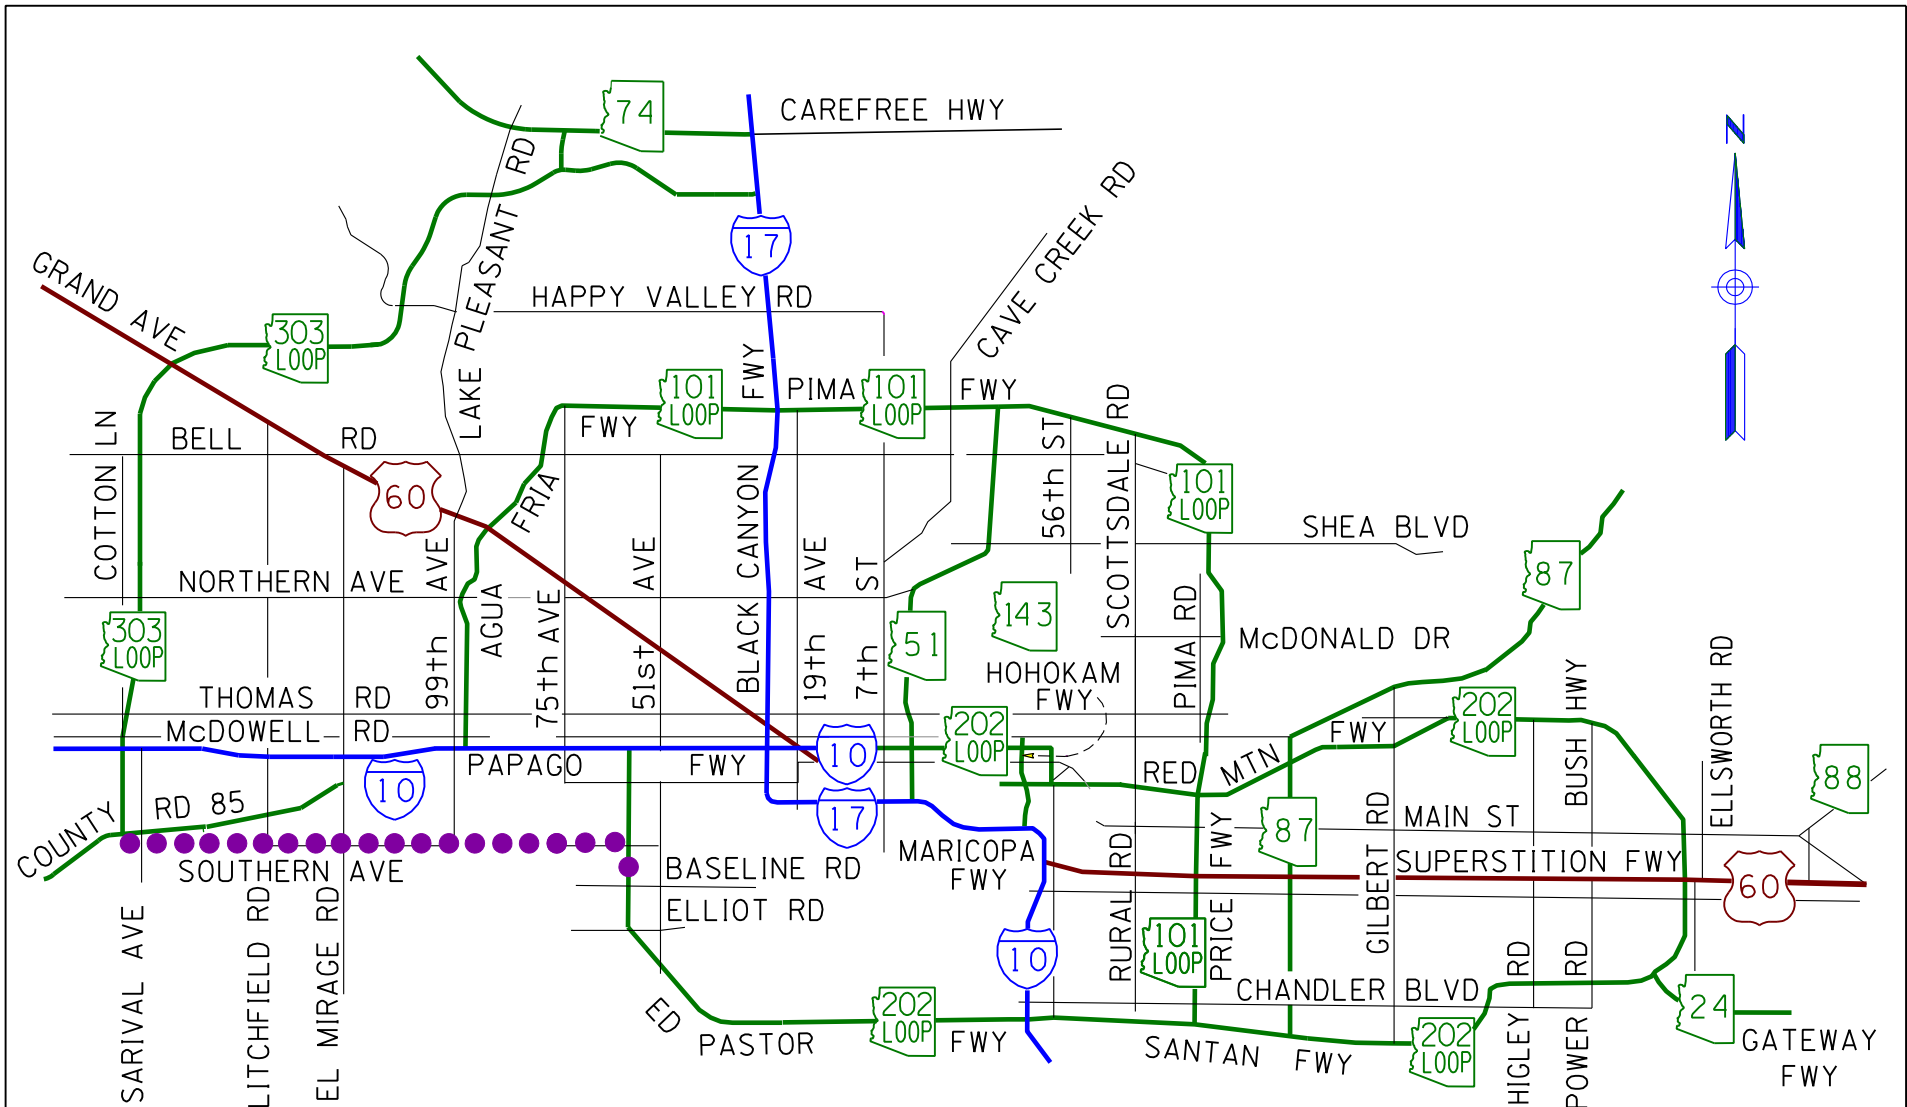 74
CAREFREE HWY
N
LAKE PLEASANT RD
17
CAVE CREEK RD
GRAND AVE
HAPPY VALLEY RD
303
LOOP
101
LOOP
BLACK CANYON FWY
PIMA
101
LOOP
FWY
AGUA FRIA FWY
COTTON LN
BELL RD
60
56th ST
SCOTTSDALE RD
101
LOOP
SHEA BLVD
87
NORTHERN AVE
99th AVE
75th AVE
51st AVE
19th AVE
7th ST
303
LOOP
51
143
HOHOKAM
FWY
PIMA RD
McDONALD DR
THOMAS RD
McDOWELL RD
10
PAPAGO FWY
10
202
LOOP
RED MTN FWY
202
LOOP
BUSH HWY
ELLSWORTH RD
88
COUNTY RD 85
17
MARICOPA
FWY
87
MAIN ST
SUPERSTITION FWY
60
SOUTHERN AVE
BASELINE RD
ELLIOT RD
SARIVAL AVE
LITCHFIELD RD
EL MIRAGE RD
10
RURAL RD
101
LOOP
PRICE FWY
GILBERT RD
CHANDLER BLVD
HIGLEY RD
POWER RD
24
GATEWAY
FWY
ED PASTOR FWY
202
LOOP
SANTAN FWY
202
LOOP